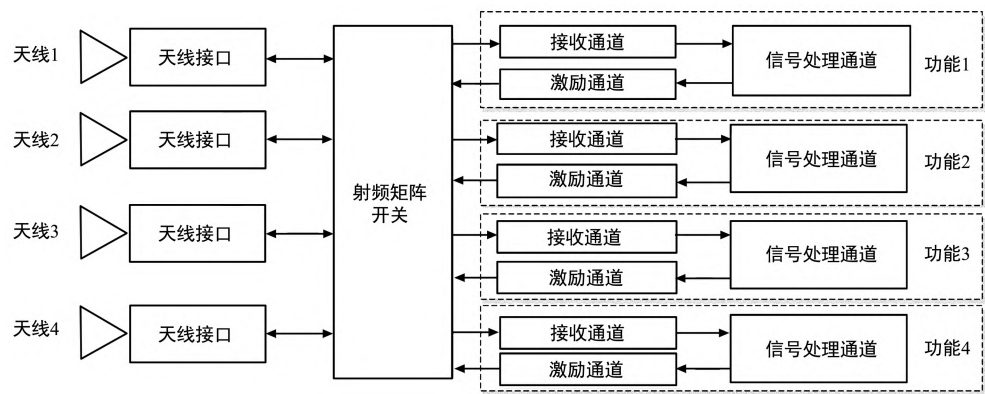 天线1
天线接口
天线2
天线接口
天线3
天线接口
天线4
天线接口
射频矩阵
开关
接收通道
激励通道
信号处理通道
功能1
接收通道
激励通道
信号处理通道
功能2
接收通道
激励通道
信号处理通道
功能3
接收通道
激励通道
信号处理通道
功能4